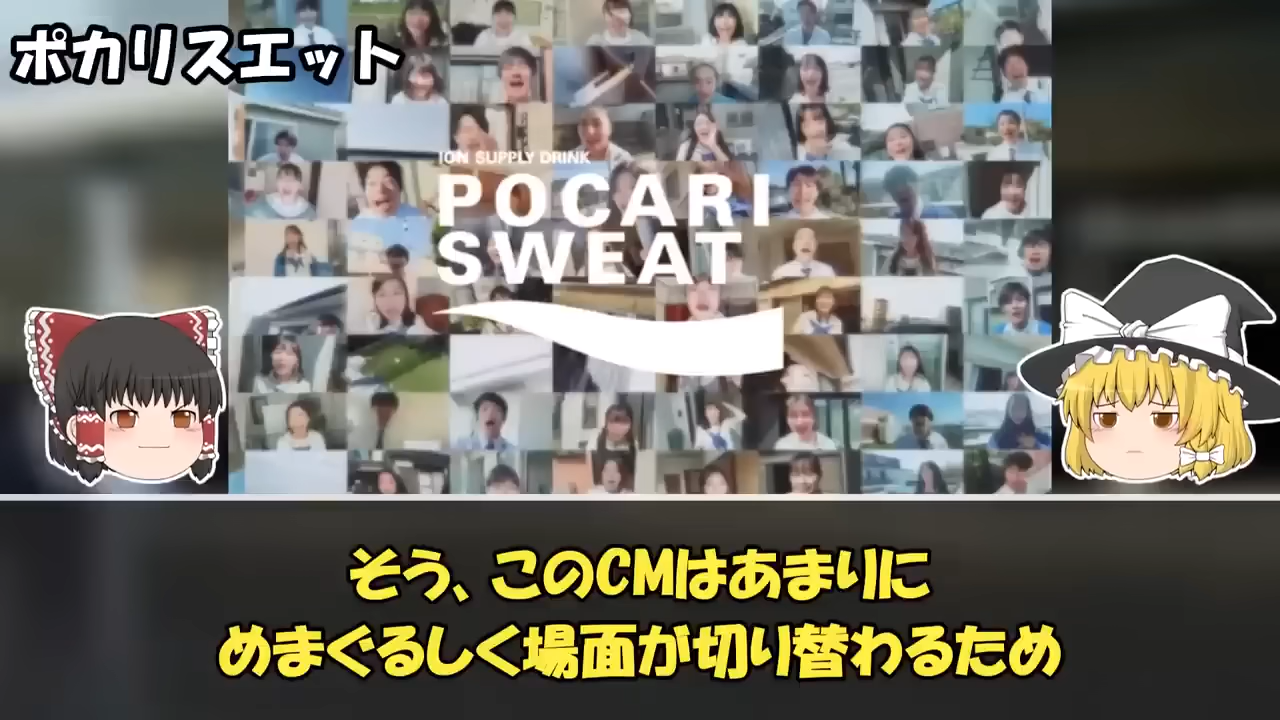 ポカリスエット
ION SUPPLY DRINK
POCARI
SWEAT
そう、このCMはあまりに
めまぐるしく場面が切り替わるため